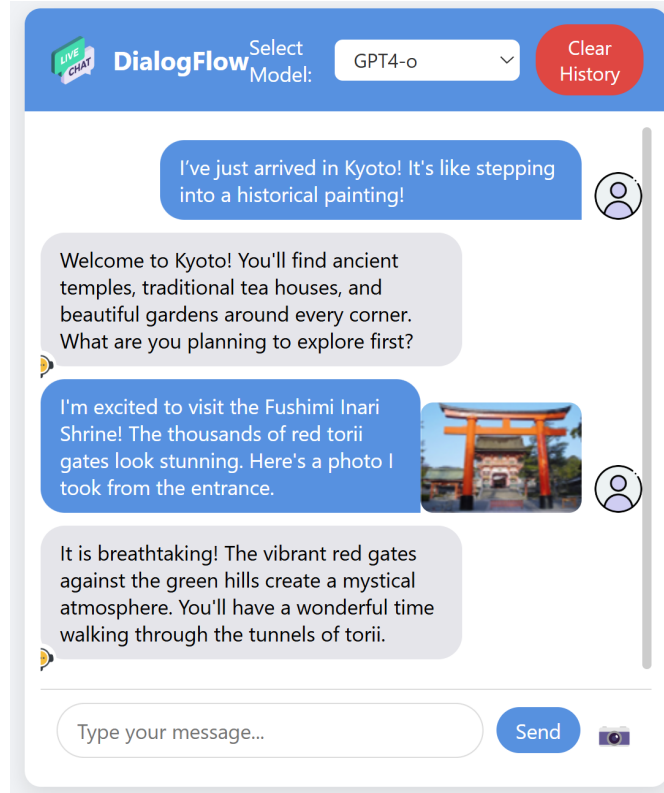 LIVE
CHAT
DialogFlow
Select
Model:
GPT4-o
Clear
History
I’ve just arrived in Kyoto! It's like stepping
into a historical painting!
Welcome to Kyoto! You'll find ancient
temples, traditional tea houses, and
beautiful gardens around every corner.
What are you planning to explore first?
I'm excited to visit the Fushimi Inari
Shrine! The thousands of red torii
gates look stunning. Here's a photo I
took from the entrance.
It is breathtaking! The vibrant red gates
against the green hills create a mystical
atmosphere. You'll have a wonderful time
walking through the tunnels of torii.
Type your message...
Send